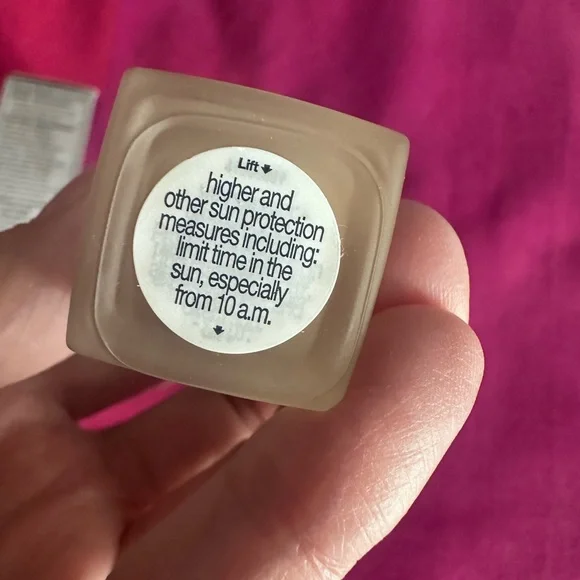 Lift
higher and
other sun protection
measures including:
limit time in the
sun, especially
from 10 a.m.